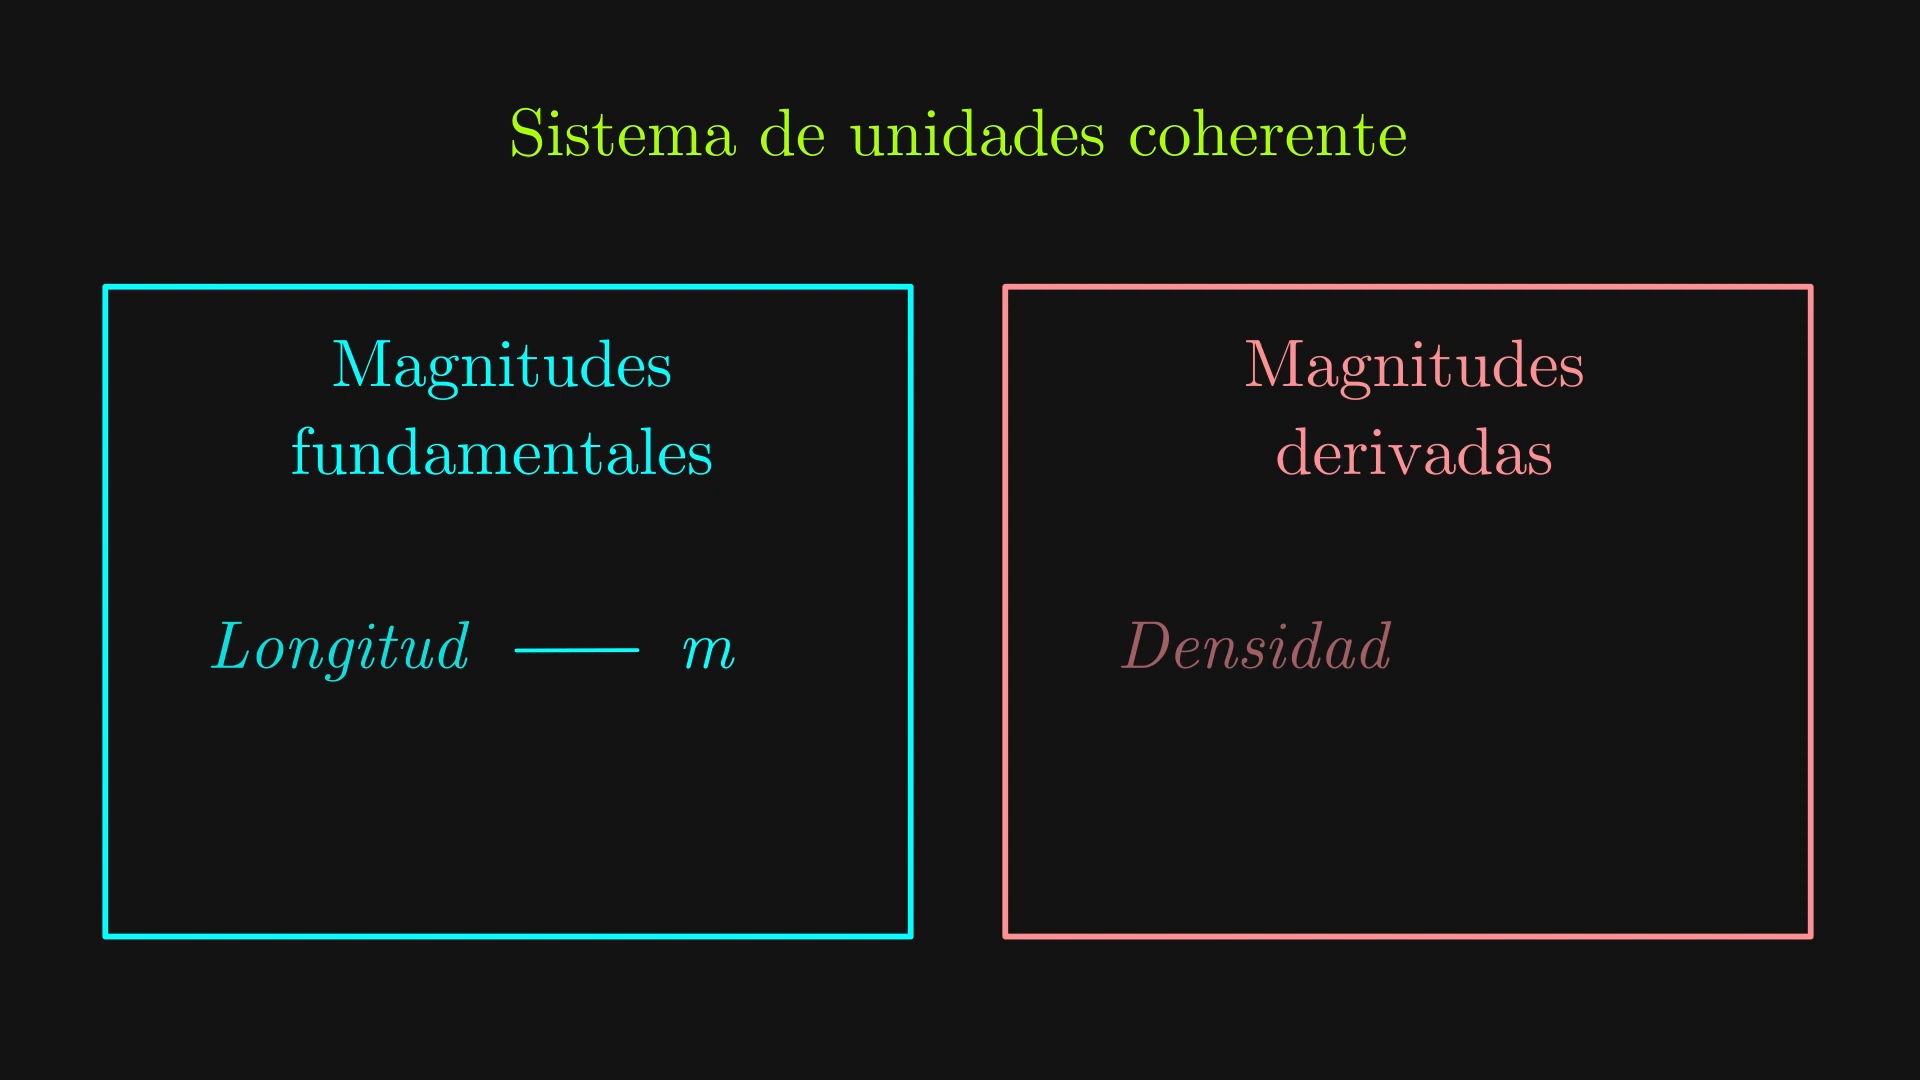 Sistema de unidades coherente
Magnitudes
fundamentales
Longitud — m
Magnitudes
derivadas
Densidad